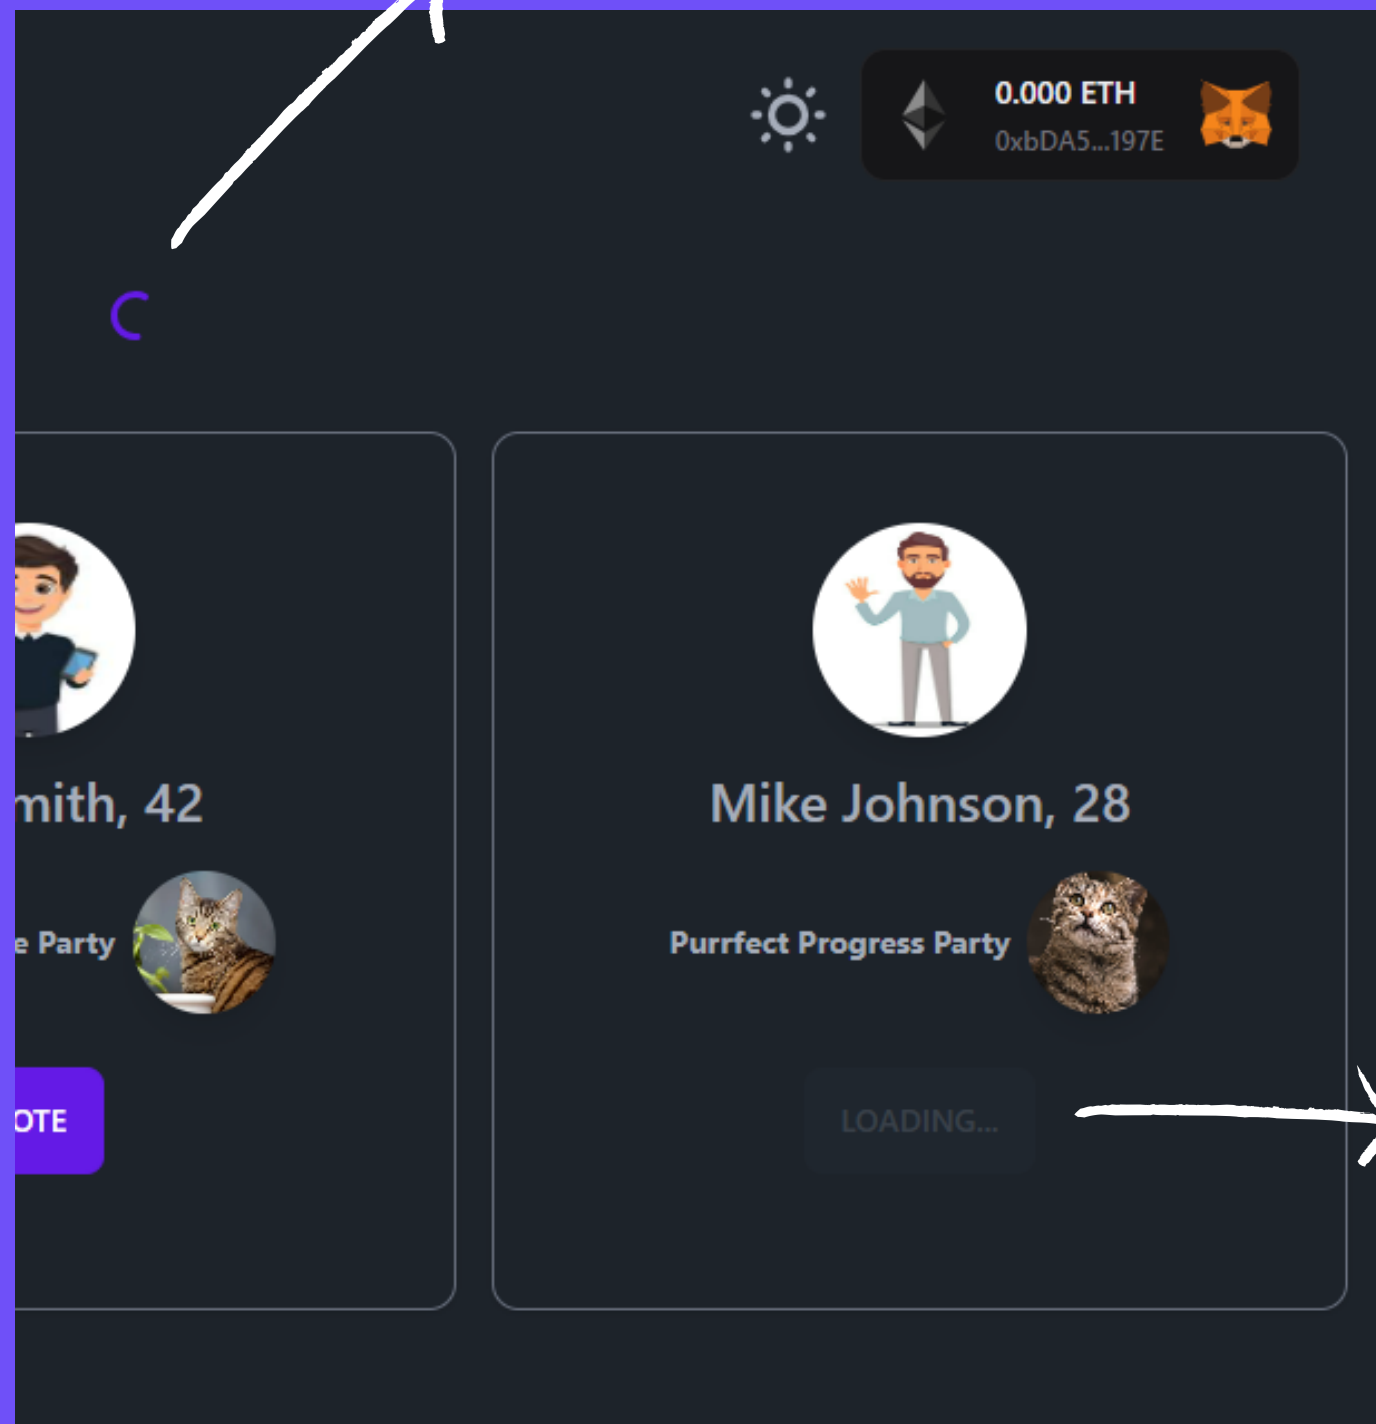 0.000 ETH
0xbDA5...197E
mith, 42
Mike Johnson, 28
e Party
Purrfect Progress Party
OTE
LOADING...